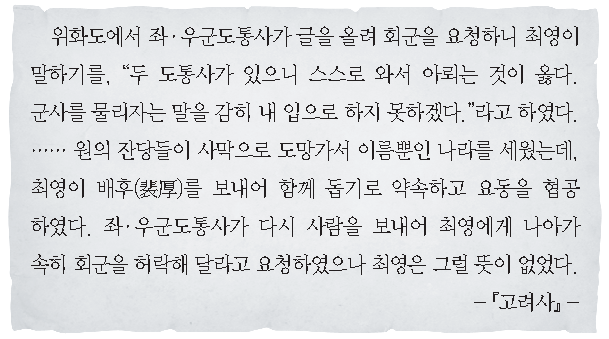 위화도에서 좌·우군도통사가 글을 올려 회군을 요청하니 최영이
말하기를, “두 도통사가 있으니 스스로 와서 아뢰는 것이 옳다.
군사를 물리자는 말을 감히 내 입으로 하지 못하겠다.”라고 하였다.
…… 원의 잔당들이 사막으로 도망가서 이름뿐인 나라를 세웠는데,
최영이 배후(裴厚)를 보내어 함께 돕기로 약속하고 요동을 협공
하였다. 좌·우군도통사가 다시 사람을 보내어 최영에게 나아가
속히 회군을 허락해 달라고 요청하였으나 최영은 그럴 뜻이 없었다.
– 『고려사』 –